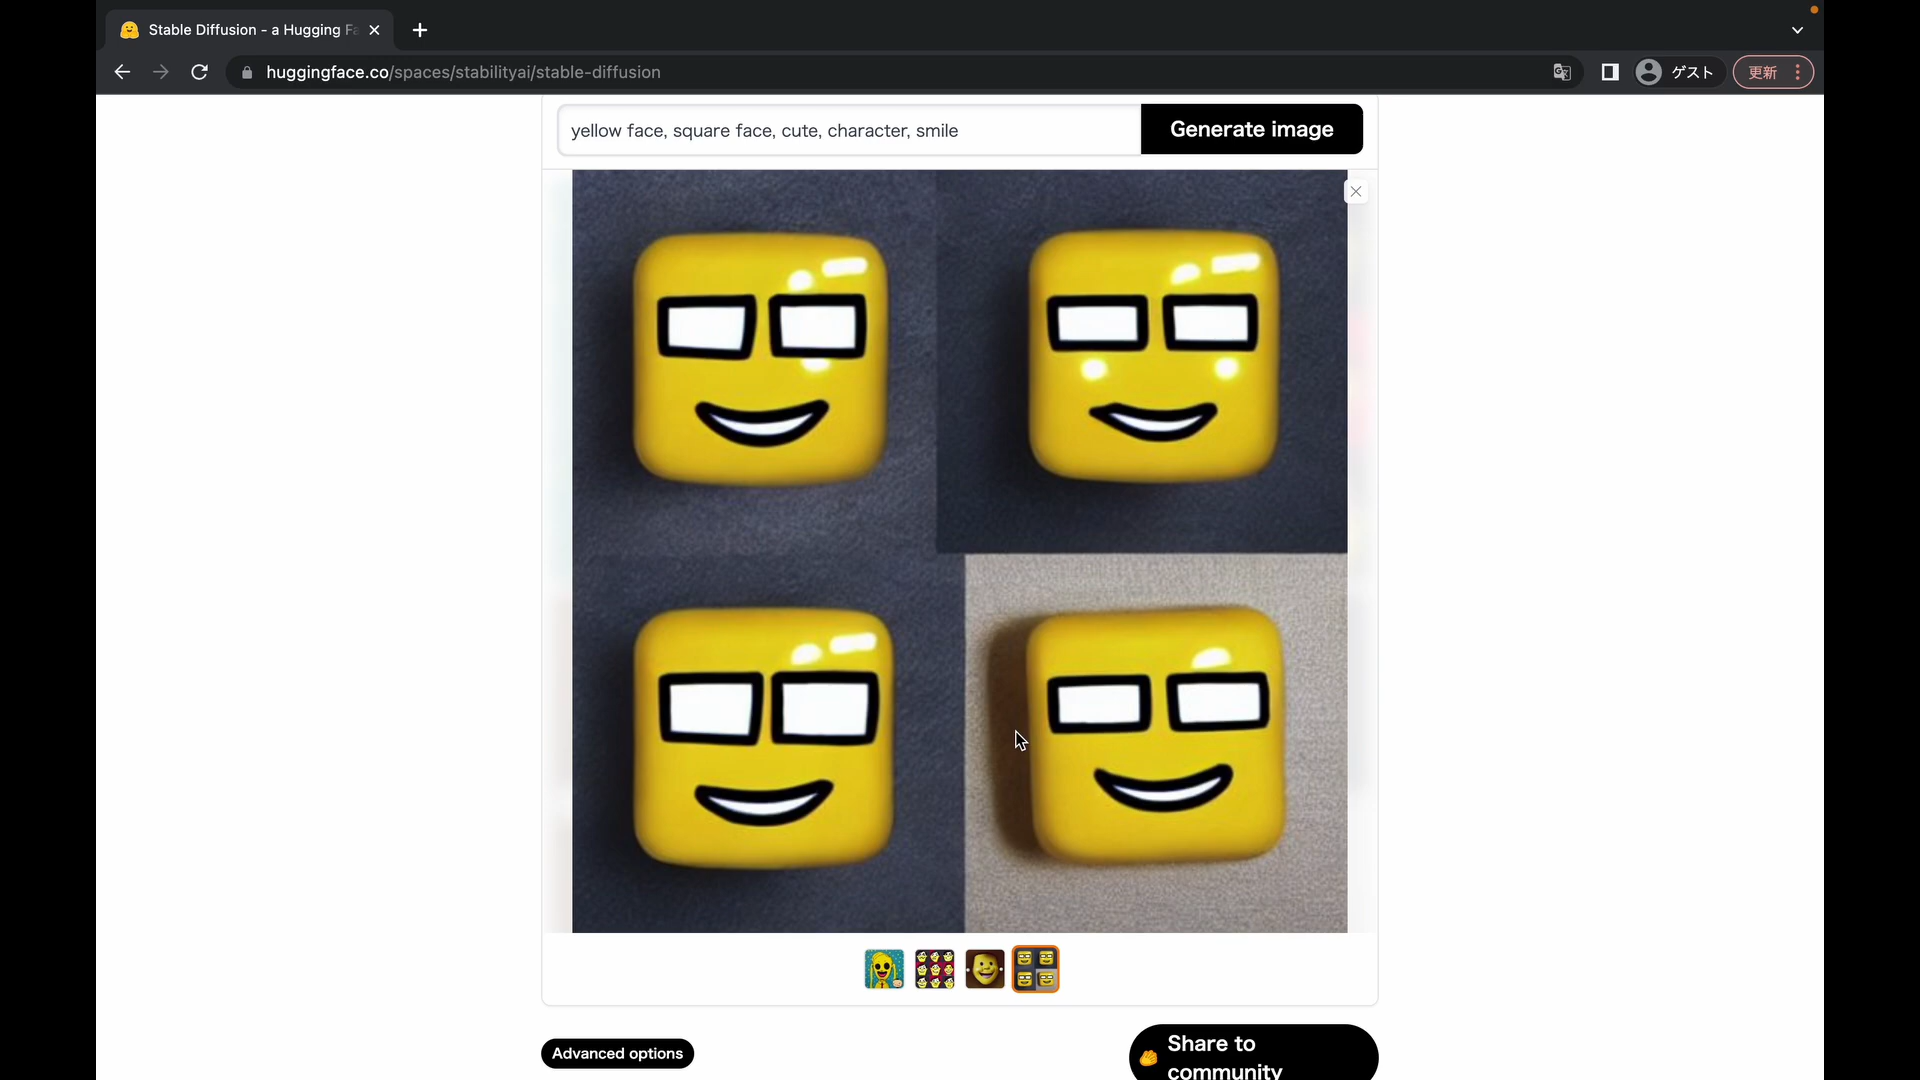 Stable Diffusion - a Hugging Fa
huggingface.co/spaces/stabilityai/stable-diffusion
ゲスト
更新
yellow face, square face, cute, character, smile
Generate image
Advanced options
Share to
community